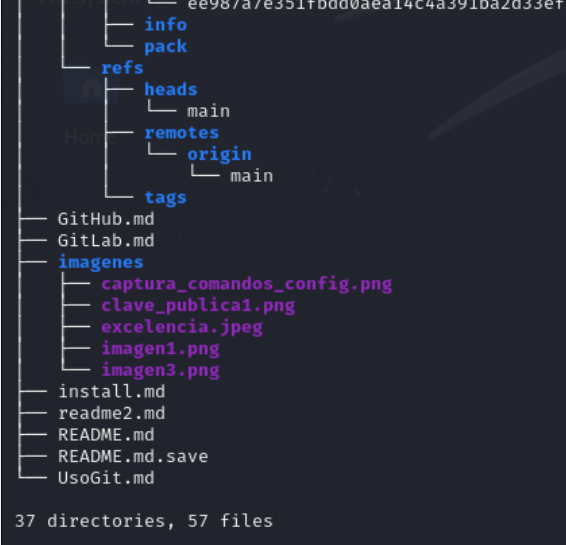 info
pack
refs
heads
main
remotes
origin
main
tags
GitHub.md
GitLab.md
imagenes
captura_comandos_config.png
clave_publica1.png
excelencia.jpeg
imagen1.png
imagen3.png
install.md
readme2.md
README.md
README.md.save
UsoGit.md
37 directories, 57 files